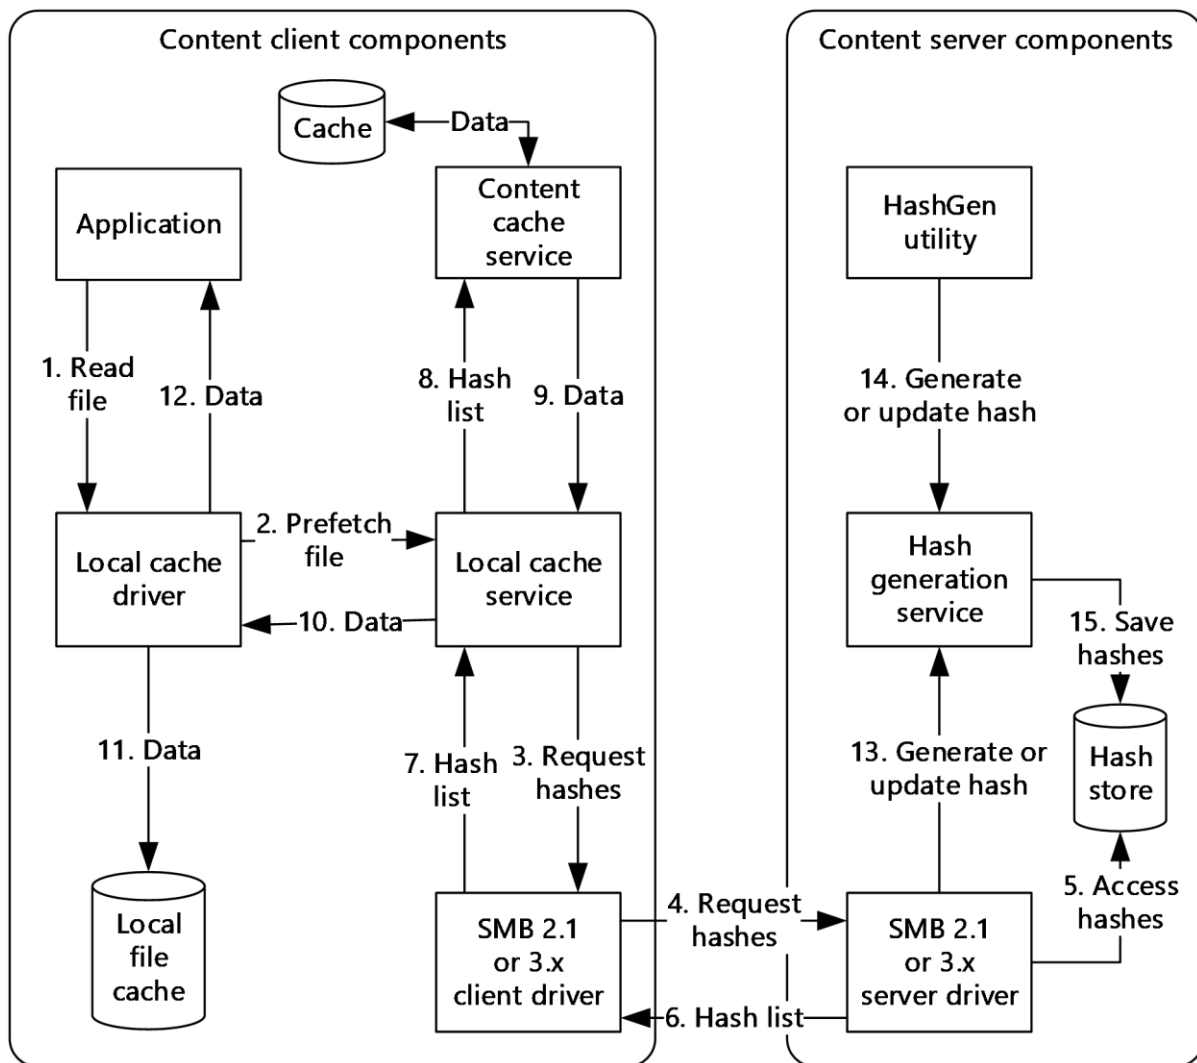 Content client components
Content server components
Cache
Data
Application
Content
cache
service
HashGen
utility
1. Read
file
12. Data
8. Hash
list
9. Data
14. Generate
or update hash
Local cache
driver
2. Prefetch
file
10. Data
Local cache
service
Hash
generation
service
15. Save
hashes
11. Data
7. Hash
list
3. Request
hashes
13. Generate or
update hash
Hash
store
Local
file
cache
SMB 2.1
or 3.x
client driver
4. Request
hashes
6. Hash list
SMB 2.1
or 3.x
server driver
5. Access
hashes